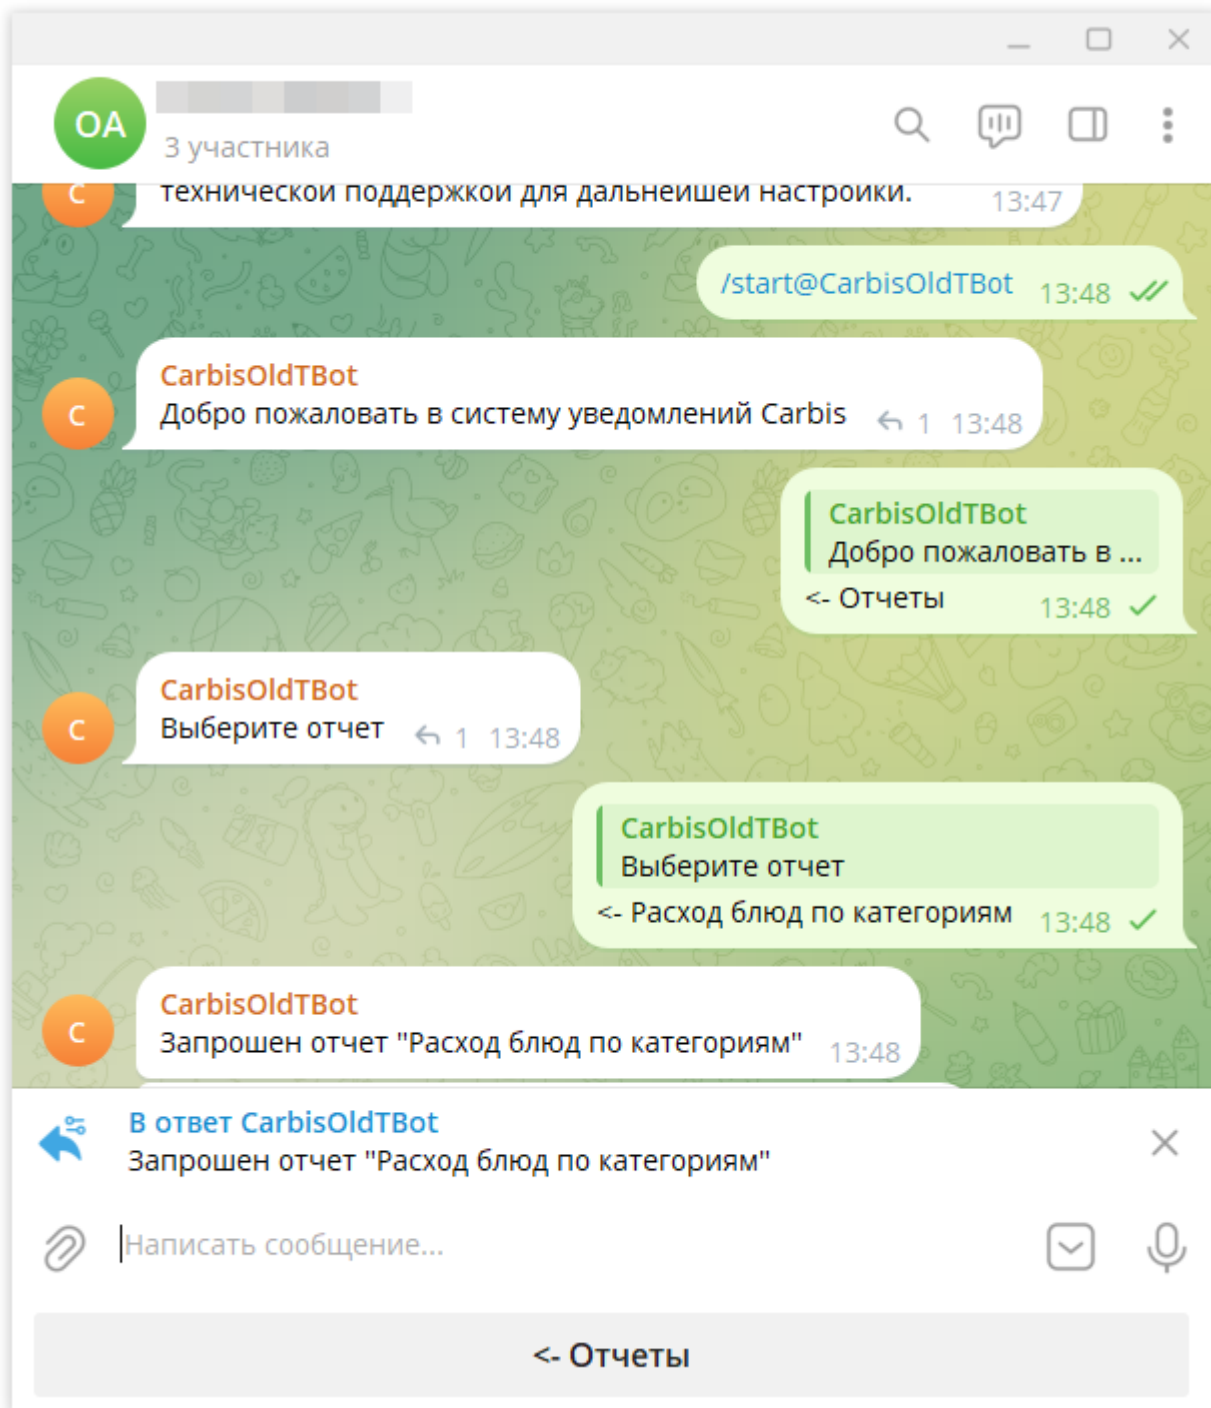 OA
3 участника
технической поддержкой для дальнейшей настройки.
13:47
C
/start@CarbisOldTBot
13:48
CarbisOldTBot
Добро пожаловать в систему уведомлений Carbis
1 13:48
C
CarbisOldTBot
Добро пожаловать в ...
<- Отчеты
13:48
CarbisOldTBot
Выберите отчет
1 13:48
C
CarbisOldTBot
Выберите отчет
<- Расход блюд по категориям
13:48
CarbisOldTBot
Запрошен отчет "Расход блюд по категориям"
13:48
C
В ответ CarbisOldTBot
Запрошен отчет "Расход блюд по категориям"
Написать сообщение...
<- Отчеты